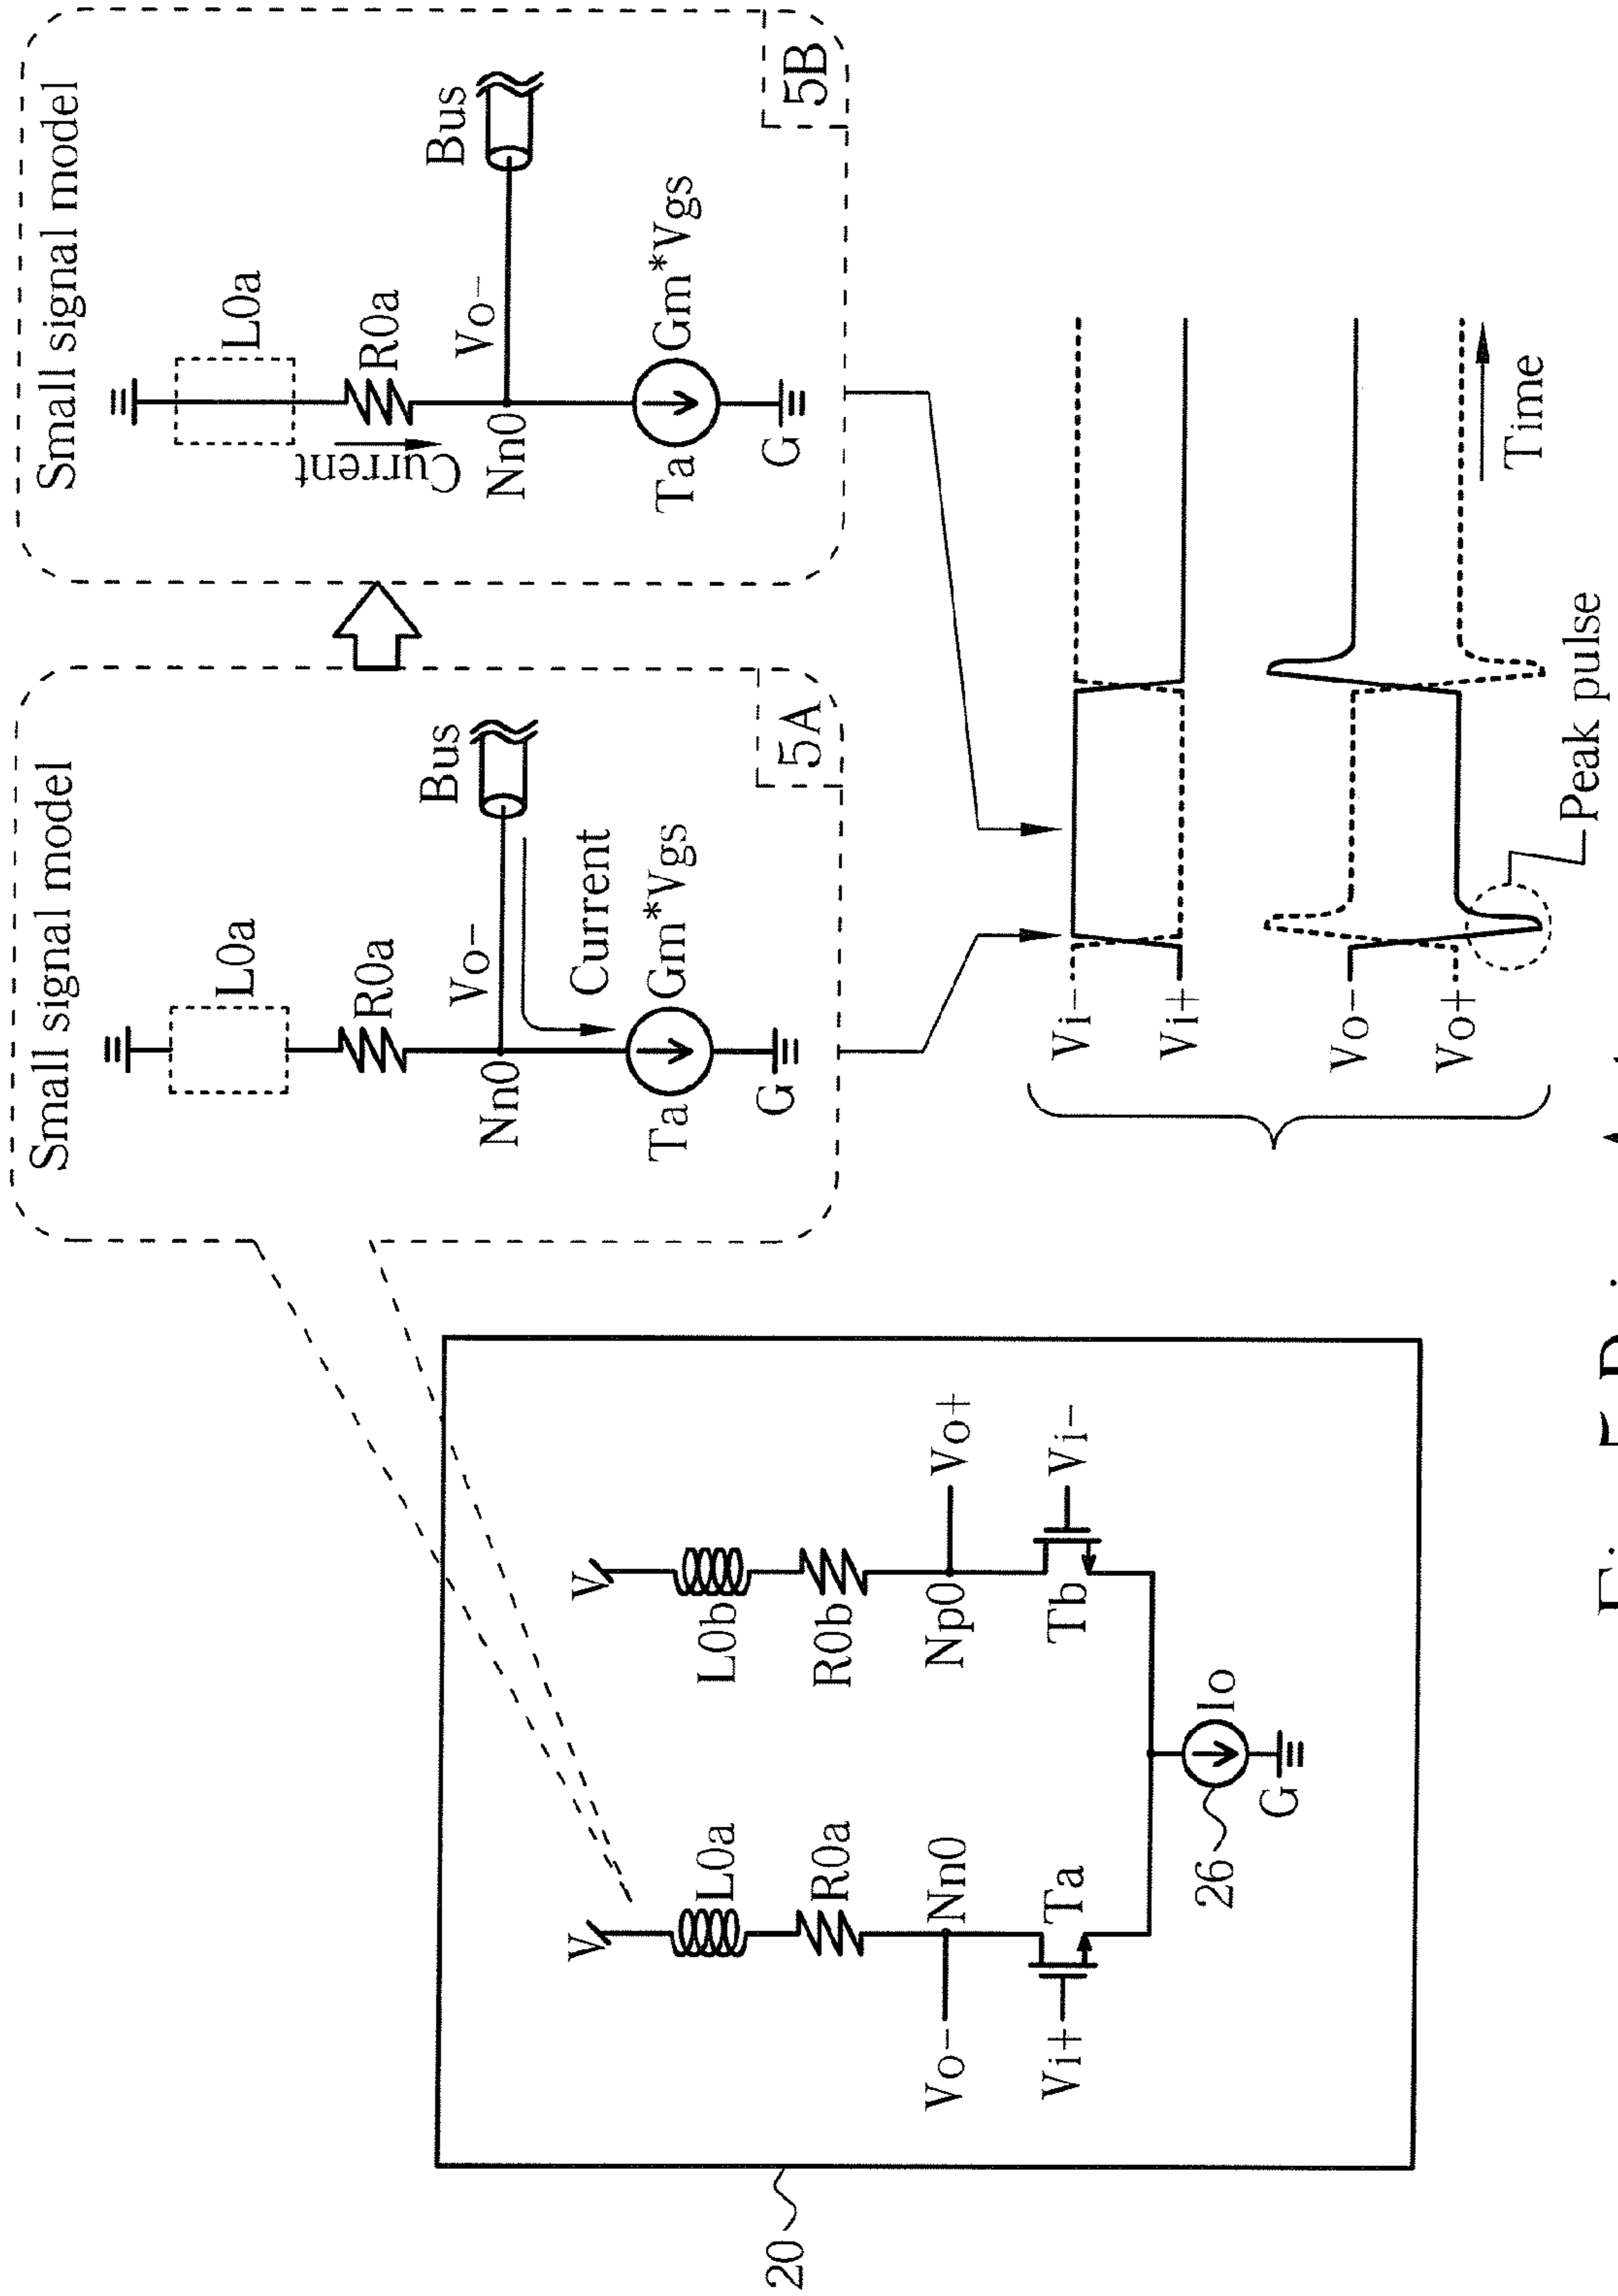 Small signal model
L0a
R0a
Vo-
Bus
Nn0
Current
Ta
Gm*Vgs
G
5A
Small signal model
L0a
R0a
Current
Vo-
Bus
Nn0
Ta
Gm*Vgs
G
5B
20
V
V
L0a
L0b
R0a
R0b
Vo-
Nn0
Np0
Vo+
Vi+
Ta
Tb
Vi-
26
Io
G
Vi-
Vi+
Vo-
Vo+
Time
Peak pulse